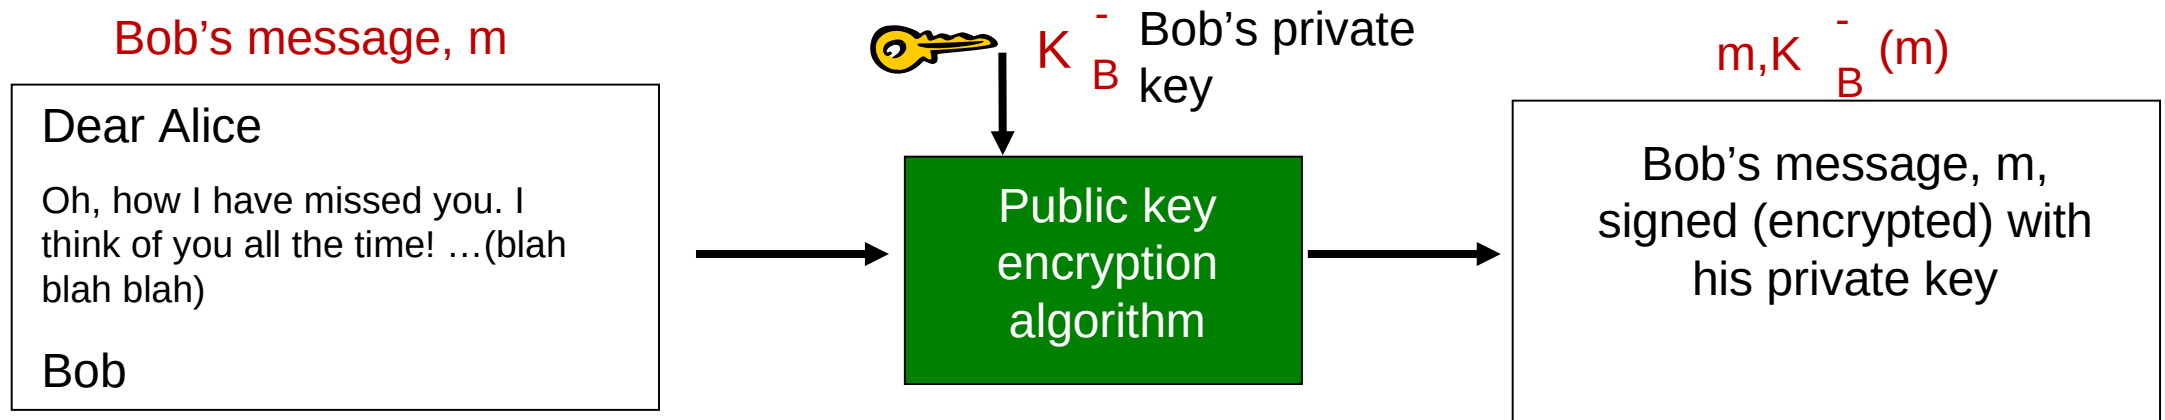 Bob’s message, m
Dear Alice
Oh, how I have missed you. I
think of you all the time! …(blah
blah blah)
Bob
K
-
B
Bob’s private
key
Public key
encryption
algorithm
m,K
-
B
(m)
Bob’s message, m,
signed (encrypted) with
his private key